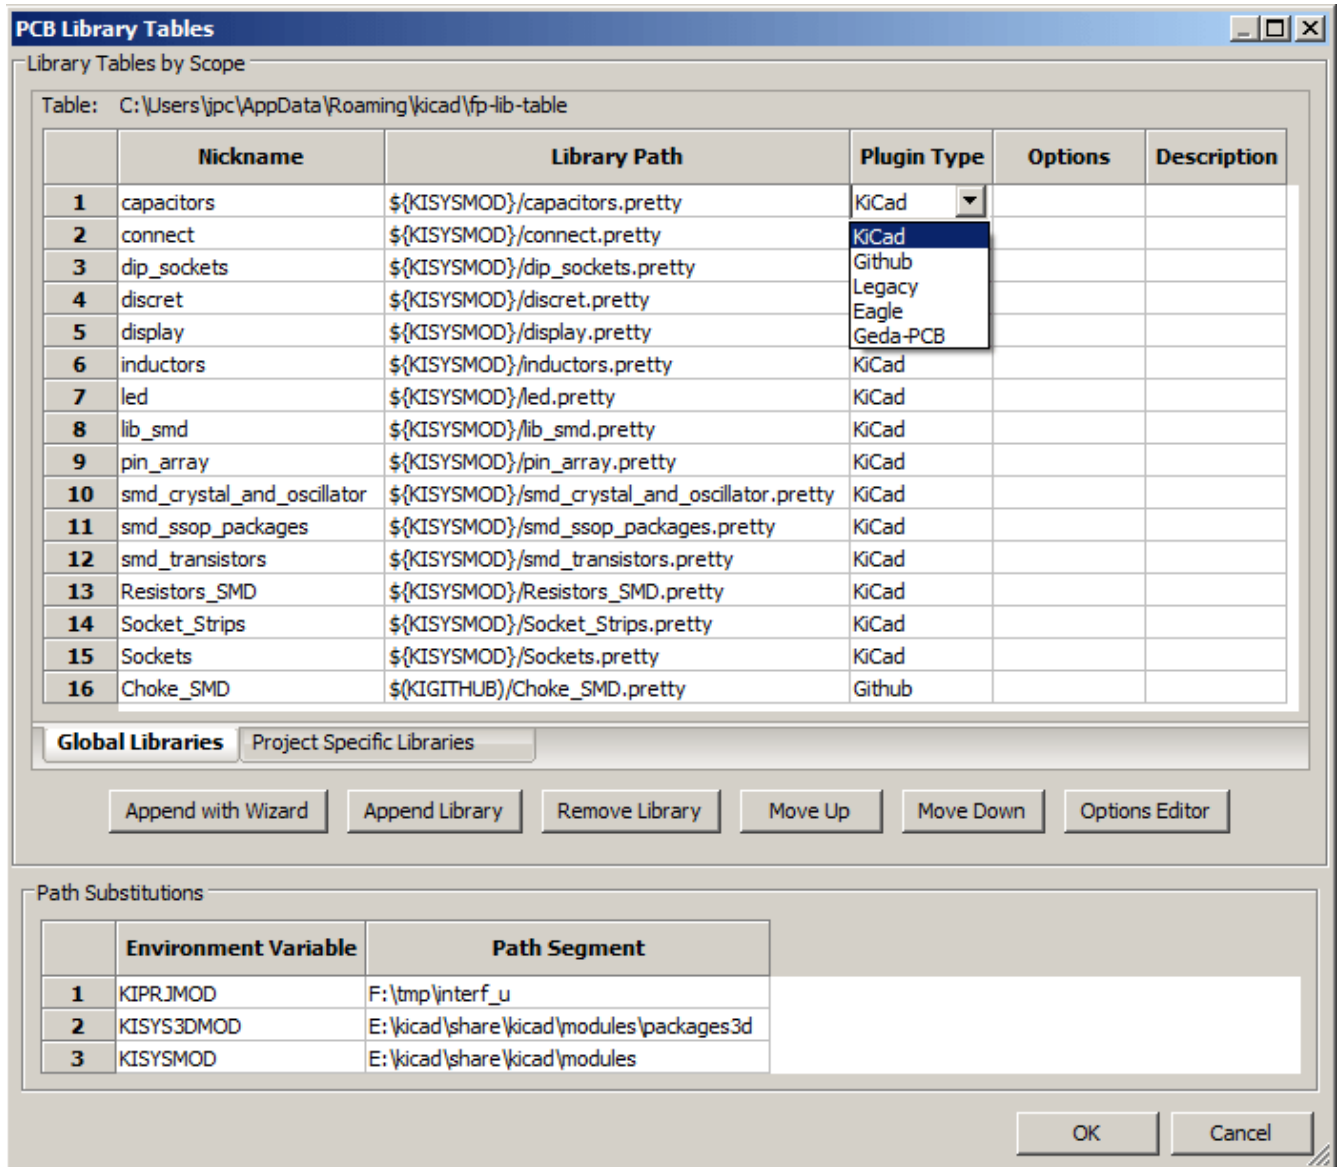 PCB Library Tables
Library Tables by Scope
Table: C:\Users\jpc\AppData\Roaming\kicad\fp-lib-table
Nickname Library Path Plugin Type Options Description
1 capacitors ${KISYSMOD}/capacitors.pretty KiCad
2 connect ${KISYSMOD}/connect.pretty KiCad
3 dip_sockets ${KISYSMOD}/dip_sockets.pretty Github
4 discret ${KISYSMOD}/discret.pretty Legacy
5 display ${KISYSMOD}/display.pretty Eagle
Geda-PCB
6 inductors ${KISYSMOD}/inductors.pretty KiCad
7 led ${KISYSMOD}/led.pretty KiCad
8 lib_smd ${KISYSMOD}/lib_smd.pretty KiCad
9 pin_array ${KISYSMOD}/pin_array.pretty KiCad
10 smd_crystal_and_oscillator ${KISYSMOD}/smd_crystal_and_oscillator.pretty KiCad
11 smd_ssop_packages ${KISYSMOD}/smd_ssop_packages.pretty KiCad
12 smd_transistors ${KISYSMOD}/smd_transistors.pretty KiCad
13 Resistors_SMD ${KISYSMOD}/Resistors_SMD.pretty KiCad
14 Socket_Strips ${KISYSMOD}/Socket_Strips.pretty KiCad
15 Sockets ${KISYSMOD}/Sockets.pretty KiCad
16 Choke_SMD $(KIGITHUB)/Choke_SMD.pretty Github
Global Libraries Project Specific Libraries
Append with Wizard Append Library Remove Library Move Up Move Down Options Editor
Path Substitutions
Environment Variable Path Segment
1 KIPRJMOD F:\tmp\interf_u
2 KISYS3DMOD E:\kicad\share\kicad\modules\packages3d
3 KISYSMOD E:\kicad\share\kicad\modules
OK Cancel